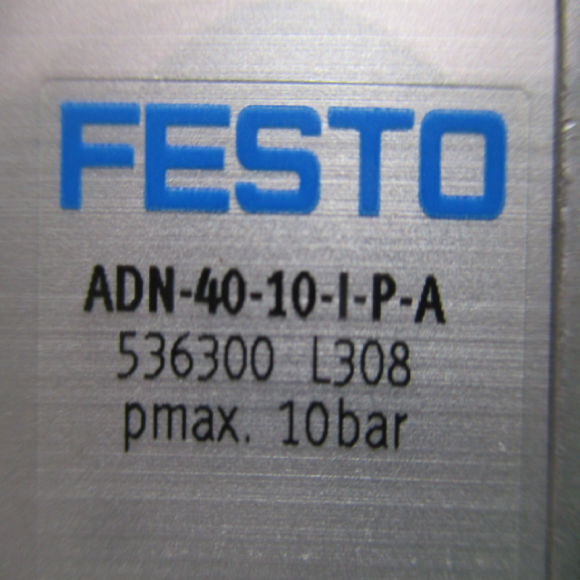 FESTO
ADN-40-10-I-P-A
536300 L308
pmax. 10bar